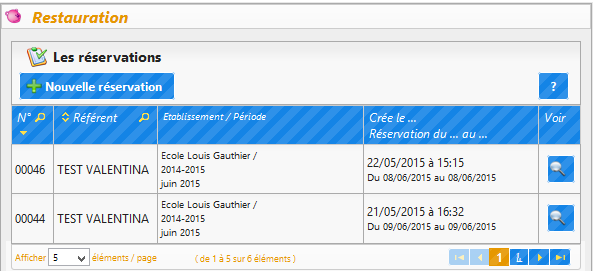 Restauration
Les réservations
Nouvelle réservation
?
N° Référent Etablissement / Période Crée le ... Voir
Réservation du ... au ...
00046 TEST VALENTINA Ecole Louis Gauthier / 22/05/2015 à 15:15
2014-2015 Du 08/06/2015 au 08/06/2015
juin 2015
00044 TEST VALENTINA Ecole Louis Gauthier / 21/05/2015 à 16:32
2014-2015 Du 09/06/2015 au 09/06/2015
juin 2015
Afficher 5 éléments / page ( de 1 à 5 sur 6 éléments ) 1 2